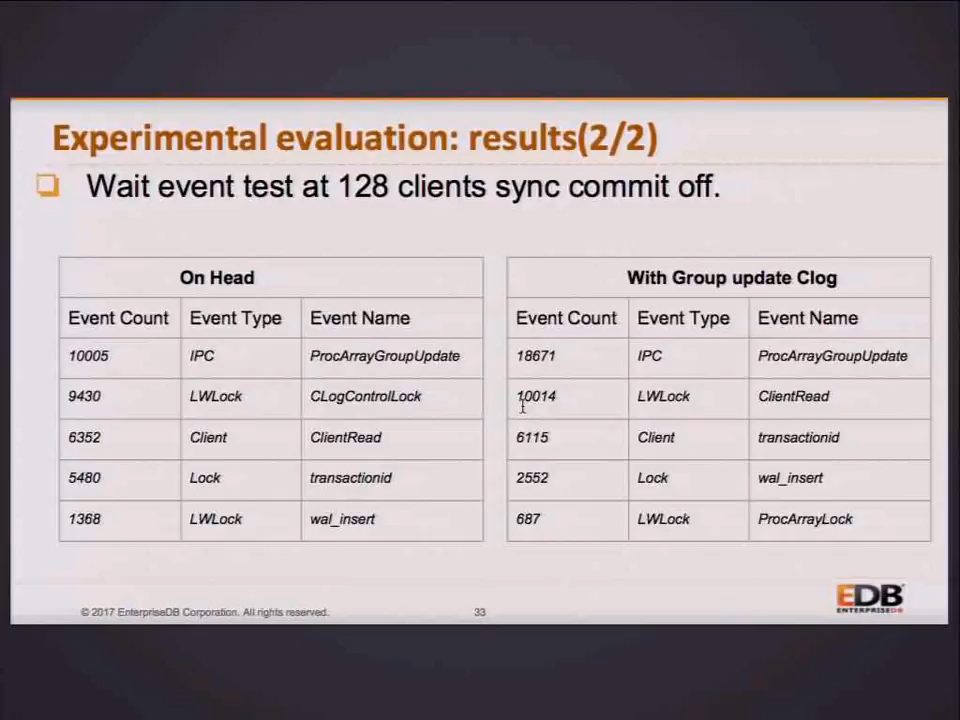 Experimental evaluation: results(2/2)
Wait event test at 128 clients sync commit off.
On Head
Event Count Event Type Event Name
10005 IPC ProcArrayGroupUpdate
9430 LWLock CLogControlLock
6352 Client ClientRead
5480 Lock transactionid
1368 LWLock wal_insert
With Group update Clog
Event Count Event Type Event Name
18671 IPC ProcArrayGroupUpdate
10014 LWLock ClientRead
6115 Client transactionid
2552 Lock wal_insert
687 LWLock ProcArrayLock
© 2017 EnterpriseDB Corporation. All rights reserved.
33
EDB
ENTERPRISEDB